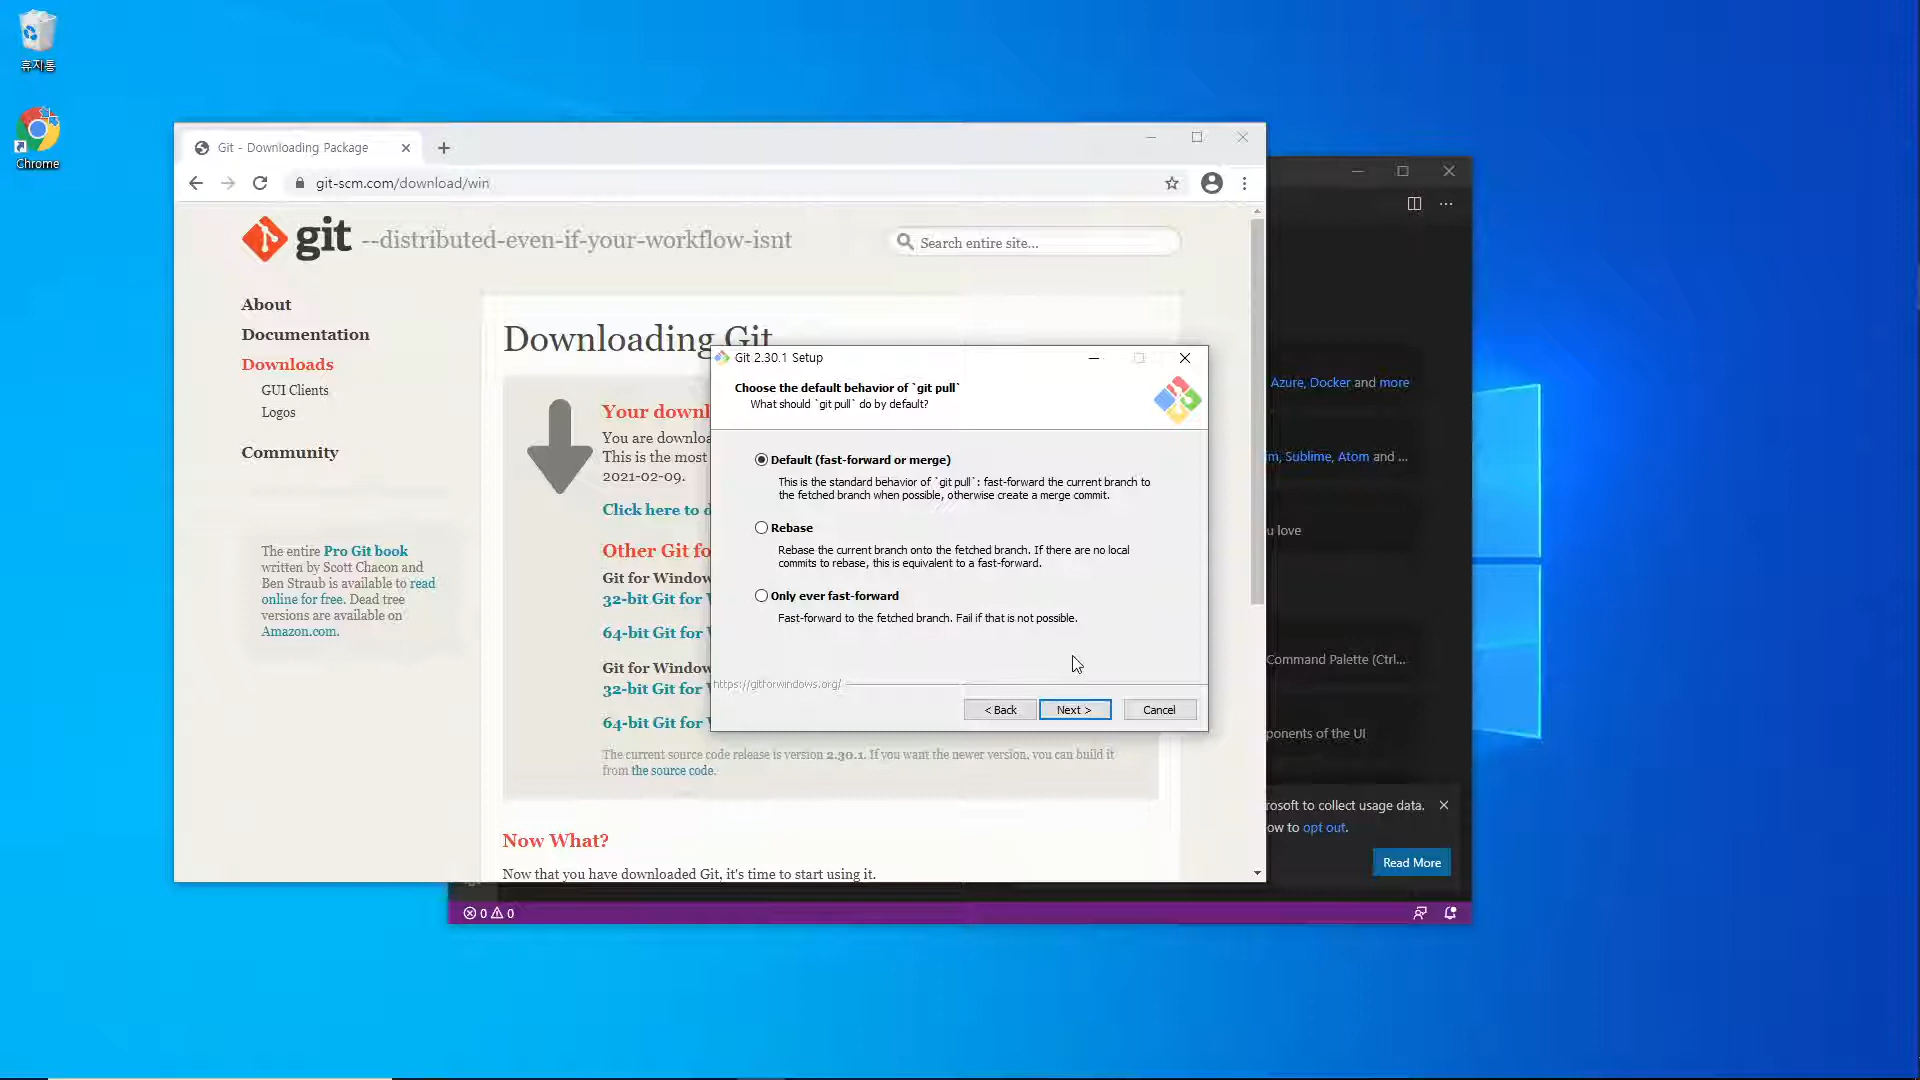 휴지통
Chrome
Git - Downloading Package
git-scm.com/download/win
git --distributed-even-if-your-workflow-isnt
Search entire site...
About
Documentation
Downloads
GUI Clients
Logos
Community
The entire Pro Git book
written by Scott Chacon and
Ben Straub is available to read
online for free. Dead tree
versions are available on
Amazon.com.
Downloading Git
Your downl
You are downloa
This is the most
2021-02-09.
Click here to d
Other Git fo
Git for Window
32-bit Git for
64-bit Git for
Git for Window
32-bit Git for
64-bit Git for
The current source code release is version 2.30.1. If you want the newer version, you can build it
from the source code.
Now What?
Now that you have downloaded Git, it's time to start using it.
Git 2.30.1 Setup
Choose the default behavior of `git pull`
What should `git pull` do by default?
Default (fast-forward or merge)
This is the standard behavior of `git pull`: fast-forward the current branch to
the fetched branch when possible, otherwise create a merge commit.
Rebase
Rebase the current branch onto the fetched branch. If there are no local
commits to rebase, this is equivalent to a fast-forward.
Only ever fast-forward
Fast-forward to the fetched branch. Fail if that is not possible.
https://gitforwindows.org/
< Back
Next >
Cancel
Azure, Docker and more
m, Sublime, Atom and ...
u love
Command Palette (Ctrl...
ponents of the UI
rosoft to collect usage data.
ow to opt out.
Read More
0 0